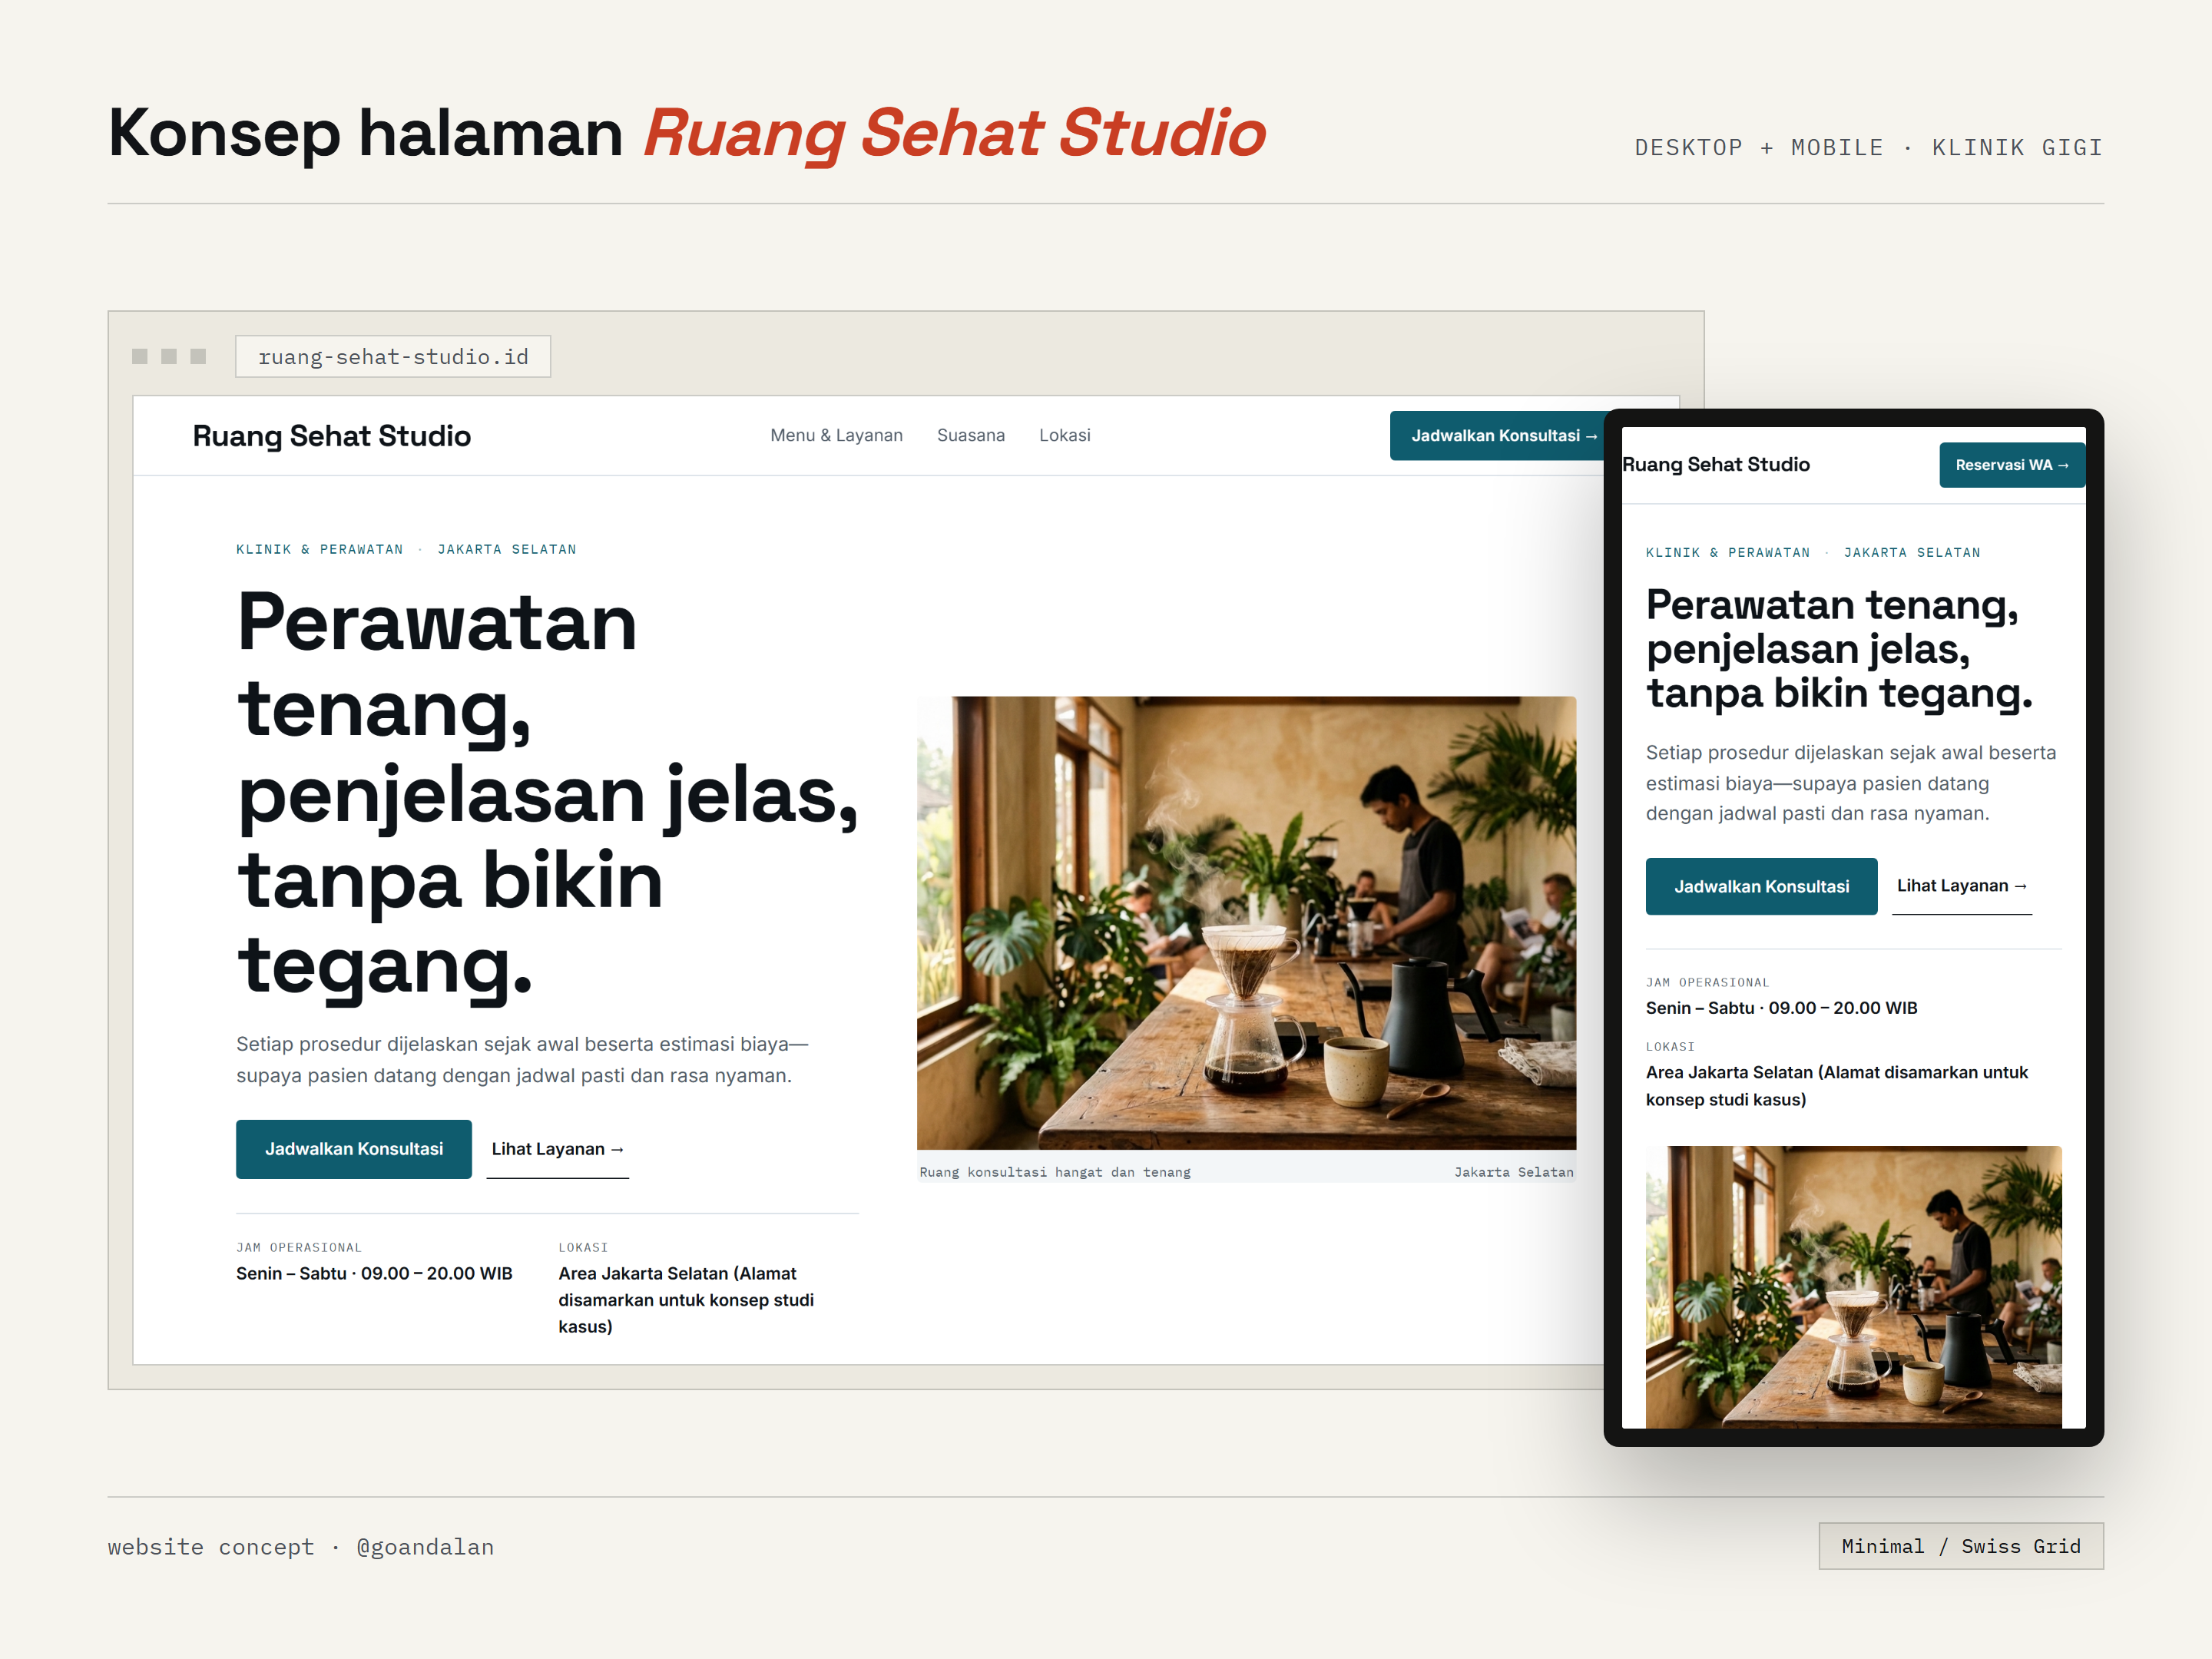 Konsep halaman Ruang Sehat Studio
DESKTOP + MOBILE · KLINIK GIGI
ruang-sehat-studio.id
Ruang Sehat Studio
Menu & Layanan
Suasana
Lokasi
Jadwalkan Konsultasi →
KLINIK & PERAWATAN · JAKARTA SELATAN
Perawatan
tenang,
penjelasan jelas,
tanpa bikin
tegang.
Setiap prosedur dijelaskan sejak awal beserta estimasi biaya—
supaya pasien datang dengan jadwal pasti dan rasa nyaman.
Jadwalkan Konsultasi
Lihat Layanan →
JAM OPERASIONAL
Senin – Sabtu · 09.00 – 20.00 WIB
LOKASI
Area Jakarta Selatan (Alamat
disamarkan untuk konsep studi
kasus)
Ruang konsultasi hangat dan tenang
Jakarta Selatan
Ruang Sehat Studio
Reservasi WA →
KLINIK & PERAWATAN · JAKARTA SELATAN
Perawatan tenang,
penjelasan jelas,
tanpa bikin tegang.
Setiap prosedur dijelaskan sejak awal beserta
estimasi biaya—supaya pasien datang
dengan jadwal pasti dan rasa nyaman.
Jadwalkan Konsultasi
Lihat Layanan →
JAM OPERASIONAL
Senin – Sabtu · 09.00 – 20.00 WIB
LOKASI
Area Jakarta Selatan (Alamat disamarkan untuk
konsep studi kasus)
website concept · @goandalan
Minimal / Swiss Grid